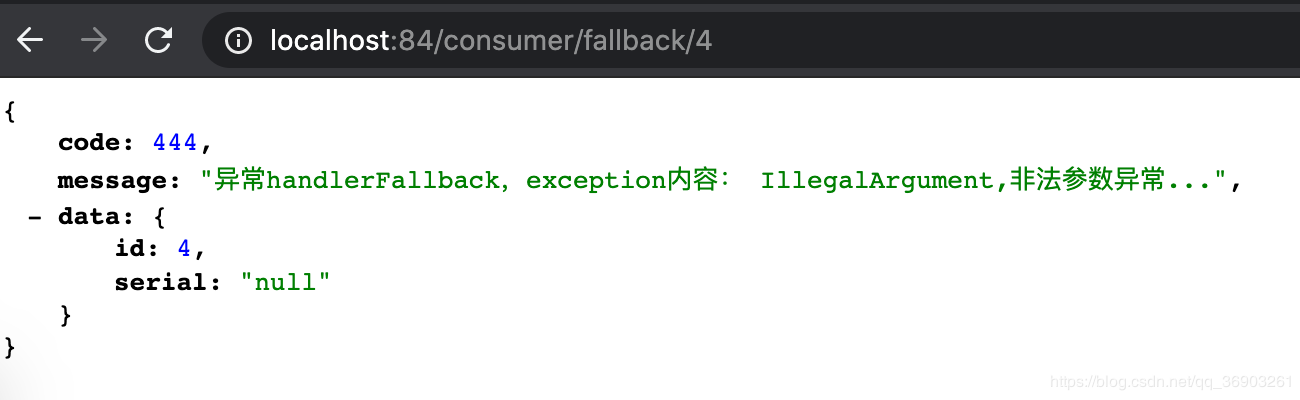 localhost:84/consumer/fallback/4
{
code: 444,
message: "异常handlerFallback，exception内容： IllegalArgument,非法参数异常...",
- data: {
id: 4,
serial: "null"
}
}
https://blog.csdn.net/qq_36903261